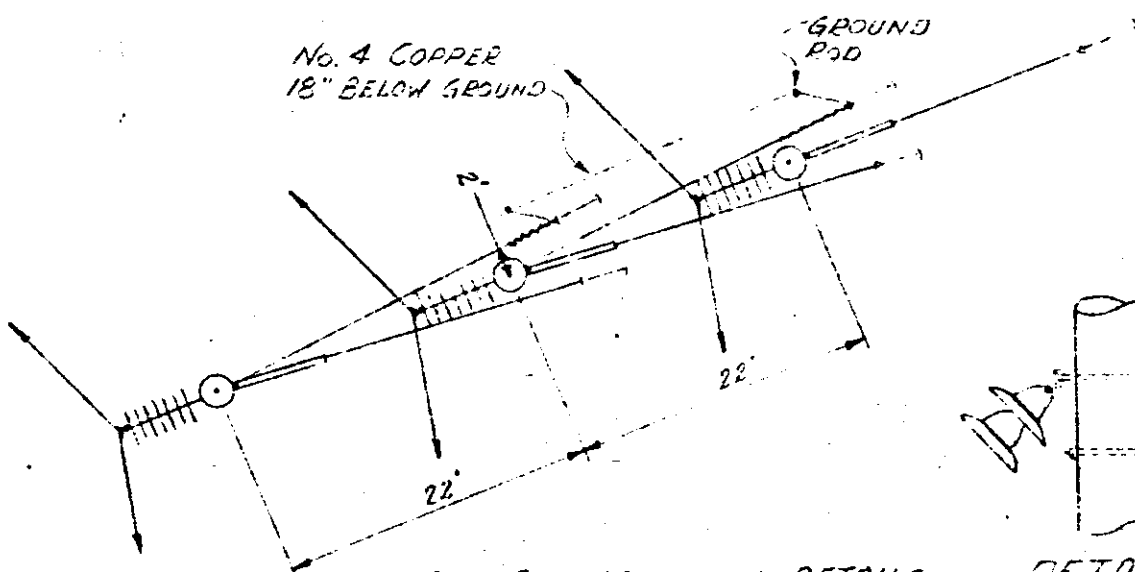 No. 4 COPPER
18" BELOW GROUND
GROUND
ROD
2'
22'
22'
DETAILS